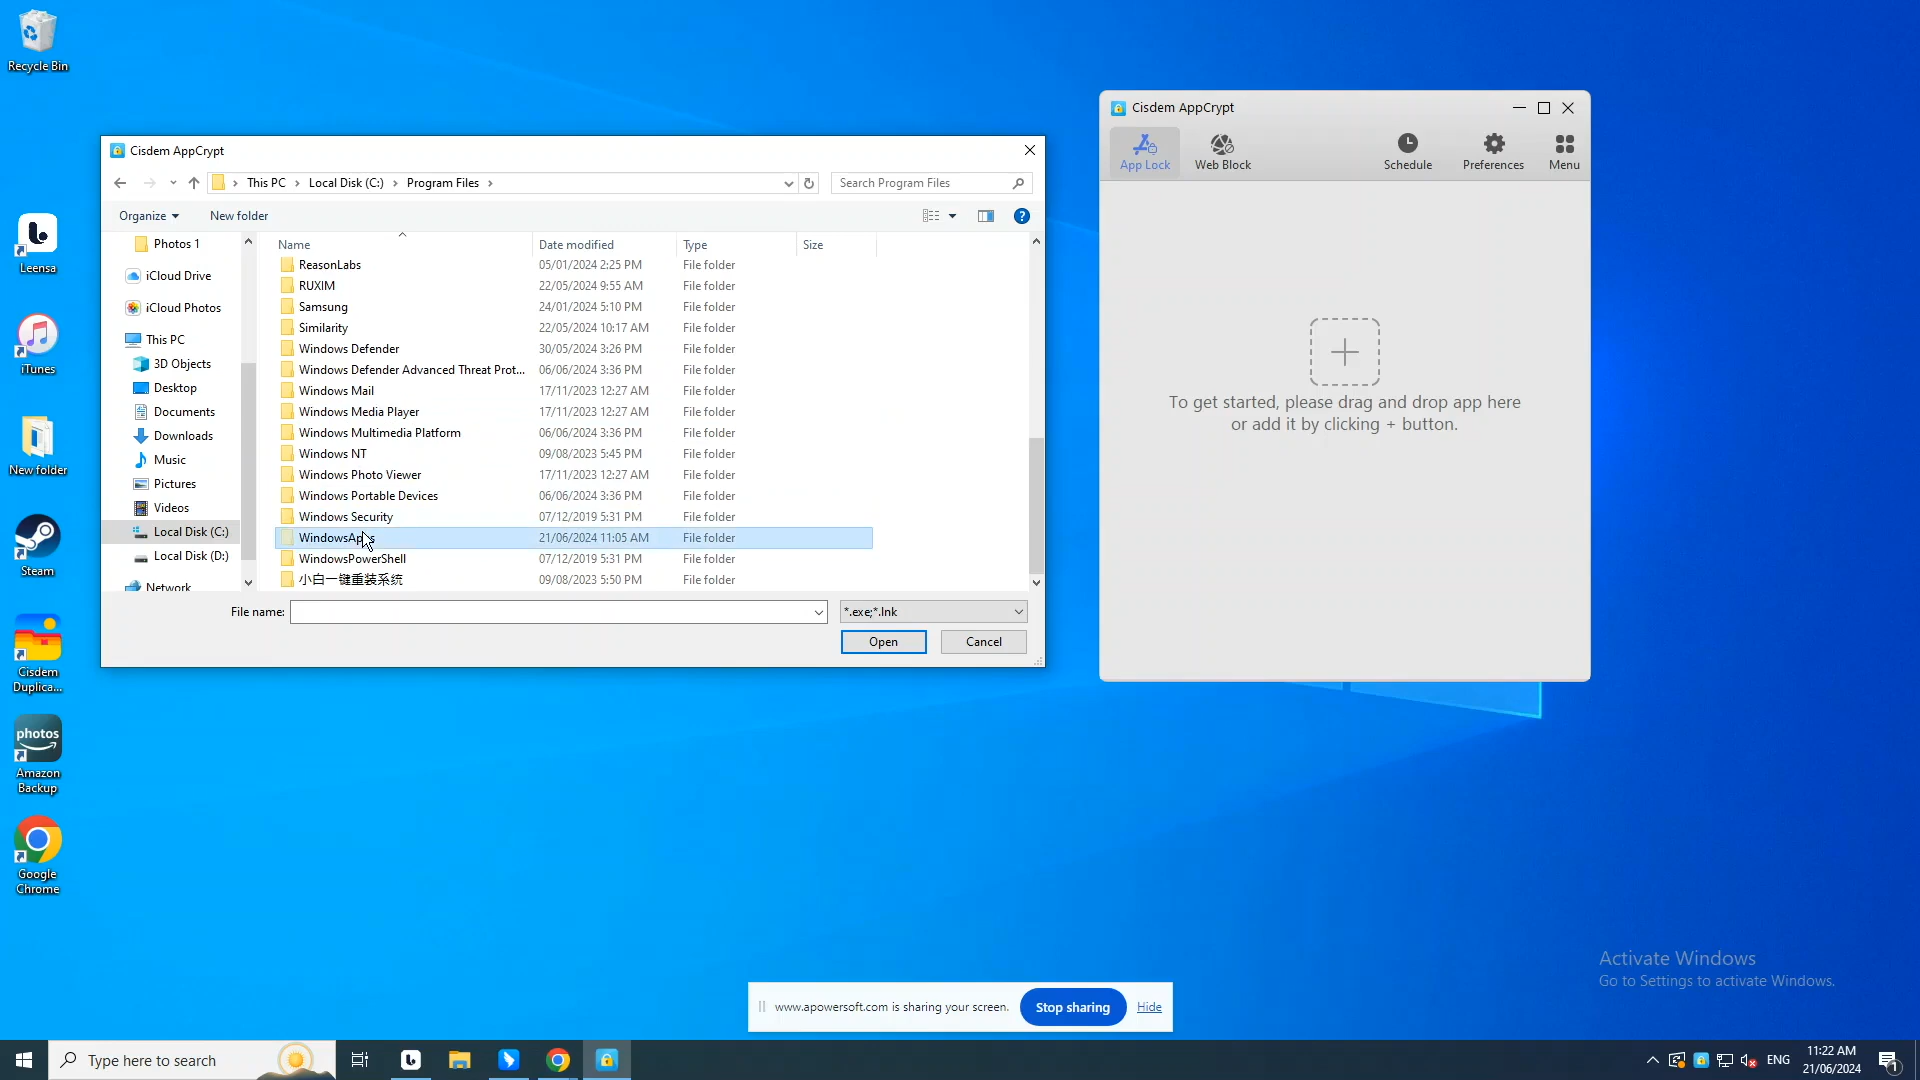 Recycle Bin
Leensa
iTunes
New folder
Steam
Cisdem
Duplica...
photos
Amazon
Backup
Google
Chrome
Cisdem AppCrypt
This PC
Local Disk (C:)
Program Files
Search Program Files
Organize
New folder
Photos 1
iCloud Drive
iCloud Photos
This PC
3D Objects
Desktop
Documents
Downloads
Music
Pictures
Videos
Local Disk (C:)
Local Disk (D:)
Network
Name Date modified Type Size
ReasonLabs 05/01/2024 2:25 PM File folder
RUXIM 22/05/2024 9:55 AM File folder
Samsung 24/01/2024 5:10 PM File folder
Similarity 22/05/2024 10:17 AM File folder
Windows Defender 30/05/2024 3:26 PM File folder
Windows Defender Advanced Threat Prot... 06/06/2024 3:36 PM File folder
Windows Mail 17/11/2023 12:27 AM File folder
Windows Media Player 17/11/2023 12:27 AM File folder
Windows Multimedia Platform 06/06/2024 3:36 PM File folder
Windows NT 09/08/2023 5:45 PM File folder
Windows Photo Viewer 17/11/2023 12:27 AM File folder
Windows Portable Devices 06/06/2024 3:36 PM File folder
Windows Security 07/12/2019 5:31 PM File folder
WindowsApps 21/06/2024 11:05 AM File folder
WindowsPowerShell 07/12/2019 5:31 PM File folder
小白一键重装系统 09/08/2023 5:50 PM File folder
File name:
*.exe;*.lnk
Open
Cancel
Cisdem AppCrypt
App Lock
Web Block
Schedule
Preferences
Menu
To get started, please drag and drop app here
or add it by clicking + button.
Activate Windows
Go to Settings to activate Windows.
www.apowersoft.com is sharing your screen.
Stop sharing
Hide
Type here to search
ENG
11:22 AM
21/06/2024
1